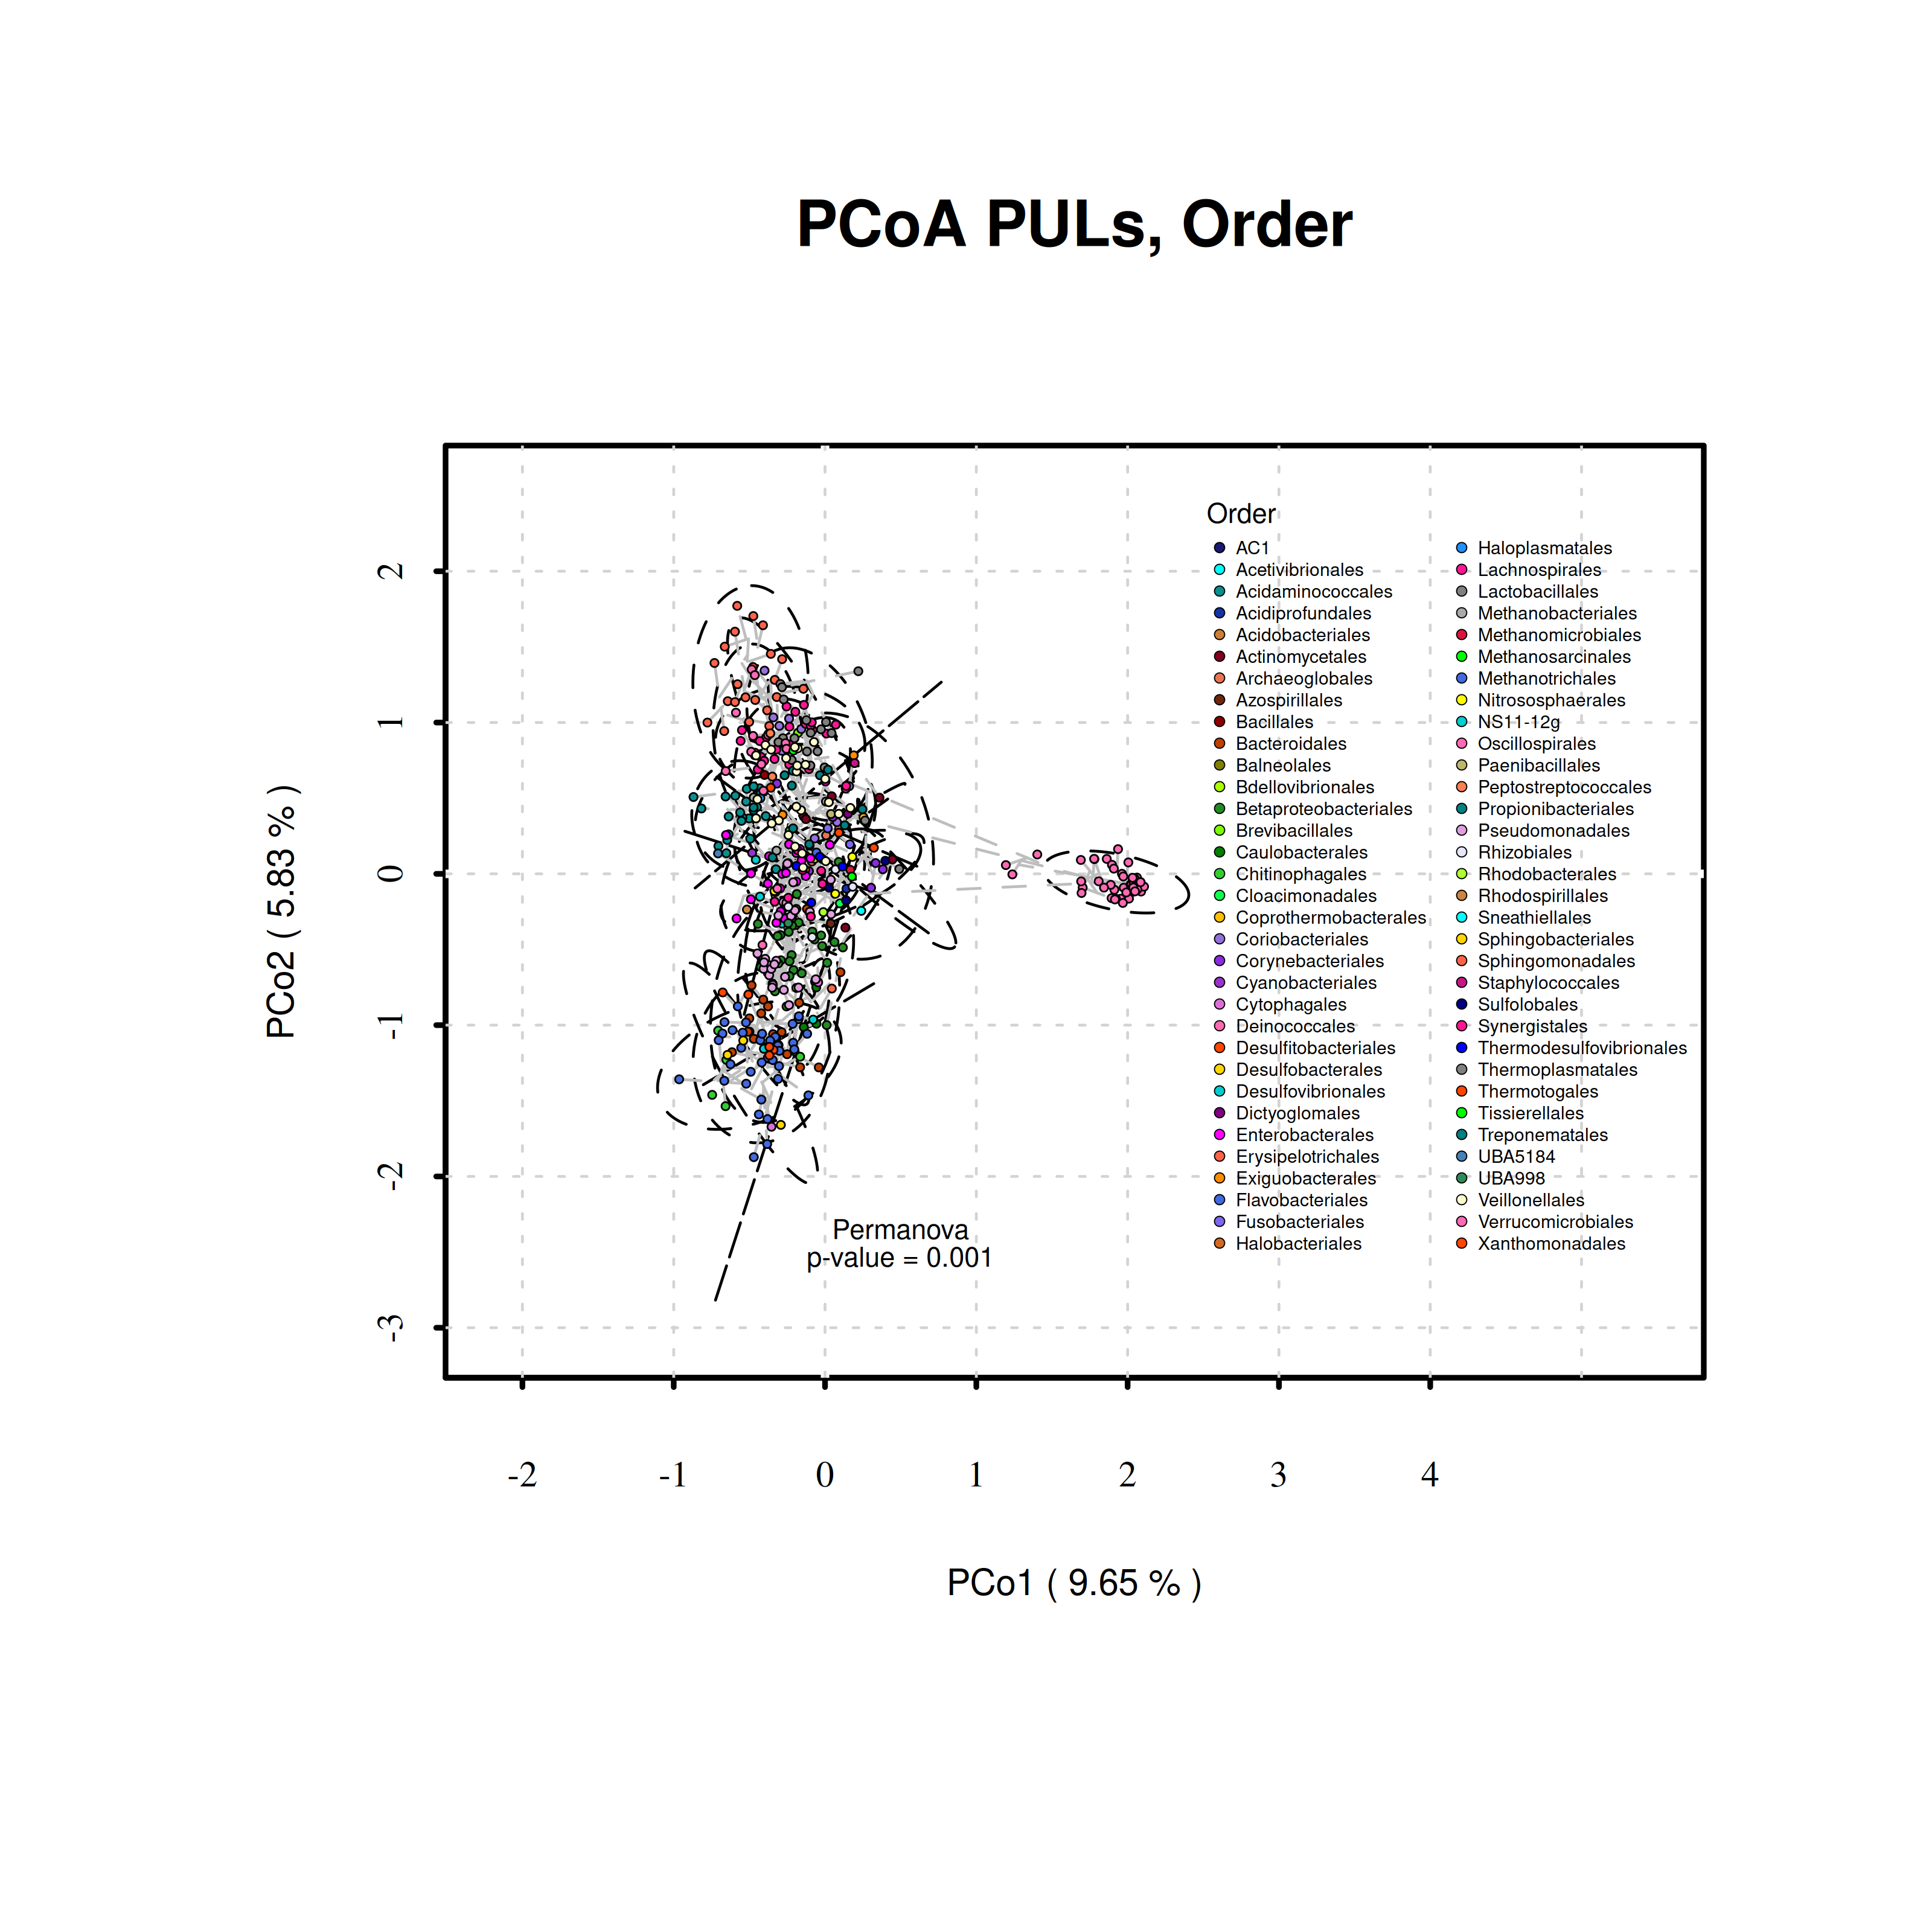 PCoA PULs, Order
PCo2 ( 5.83 % )
2
1
0
-1
-2
-3
Order
AC1
Acetivibrionales
Acidaminococcales
Acidiprofundales
Acidobacteriales
Actinomycetales
Archaeoglobales
Azospirillales
Bacillales
Bacteroidales
Balneolales
Bdellovibrionales
Betaproteobacteriales
Brevibacillales
Caulobacterales
Chitinophagales
Cloacimonadales
Coprothermobacterales
Coriobacteriales
Corynebacteriales
Cyanobacteriales
Cytophagales
Deinococcales
Desulfitobacteriales
Desulfobacterales
Desulfovibrionales
Dictyoglomales
Enterobacterales
Erysipelotrichales
Exiguobacterales
Flavobacteriales
Fusobacteriales
Halobacteriales
Haloplasmatales
Lachnospirales
Lactobacillales
Methanobacteriales
Methanomicrobiales
Methanosarcinales
Methanotrichales
Nitrososphaerales
NS11-12g
Oscillospirales
Paenibacillales
Peptostreptococcales
Propionibacteriales
Pseudomonadales
Rhizobiales
Rhodobacterales
Rhodospirillales
Sneathiellales
Sphingobacteriales
Sphingomonadales
Staphylococcales
Sulfolobales
Synergistales
Thermodesulfovibrionales
Thermoplasmatales
Thermotogales
Tissierellales
Treponematales
UBA5184
UBA998
Veillonellales
Verrucomicrobiales
Xanthomonadales
Permanova
p-value = 0.001
-2 -1 0 1 2 3 4
PCo1 ( 9.65 % )